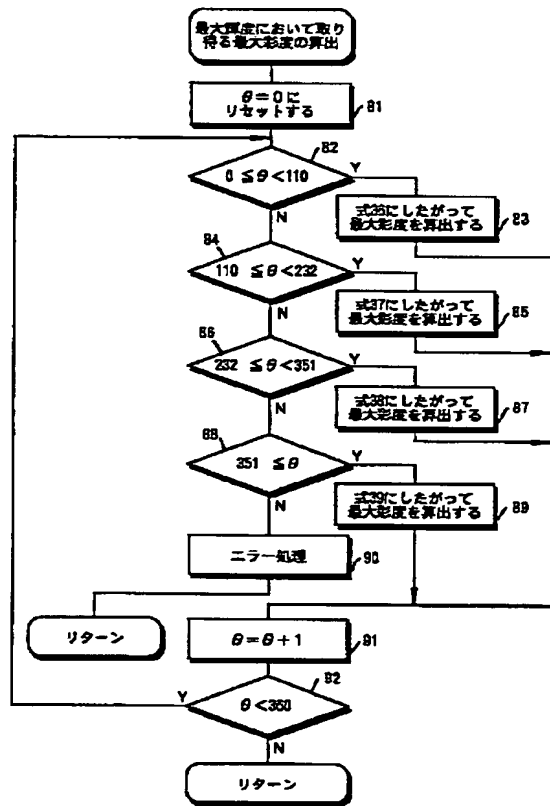 最大輝度において取り
得る最大彩度の算出
θ=0に
リセットする
81
82
0 ≦θ<110
Y
N
式36にしたがって
最大彩度を算出する
83
84
110 ≦θ<232
Y
N
式37にしたがって
最大彩度を算出する
85
86
232 ≦θ<351
Y
N
式38にしたがって
最大彩度を算出する
87
88
351 ≦θ
Y
N
式39にしたがって
最大彩度を算出する
89
エラー処理
90
リターン
θ=θ+1
91
92
Y
θ<360
N
リターン